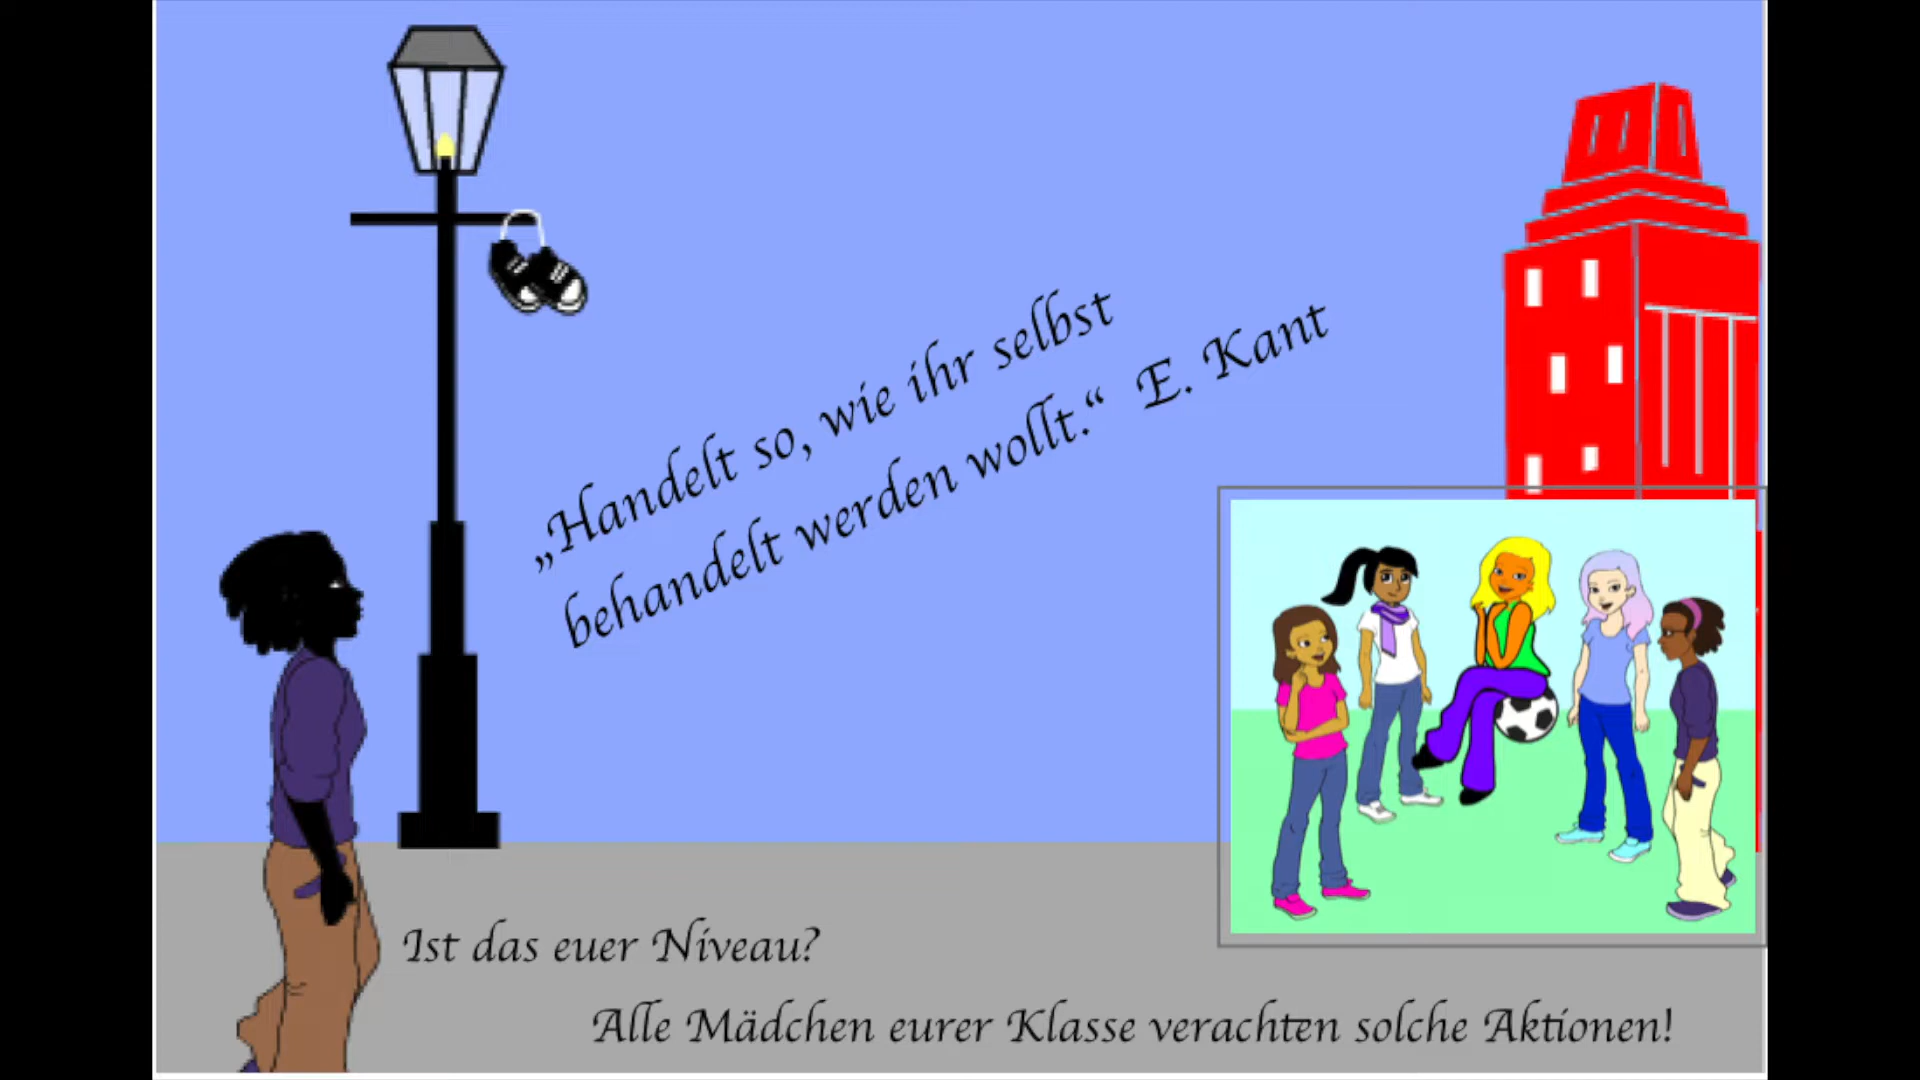 „Handelt so, wie ihr selbst
behandelt werden wollt.“ E. Kant
Ist das euer Niveau?
Alle Mädchen eurer Klasse verachten solche Aktionen!